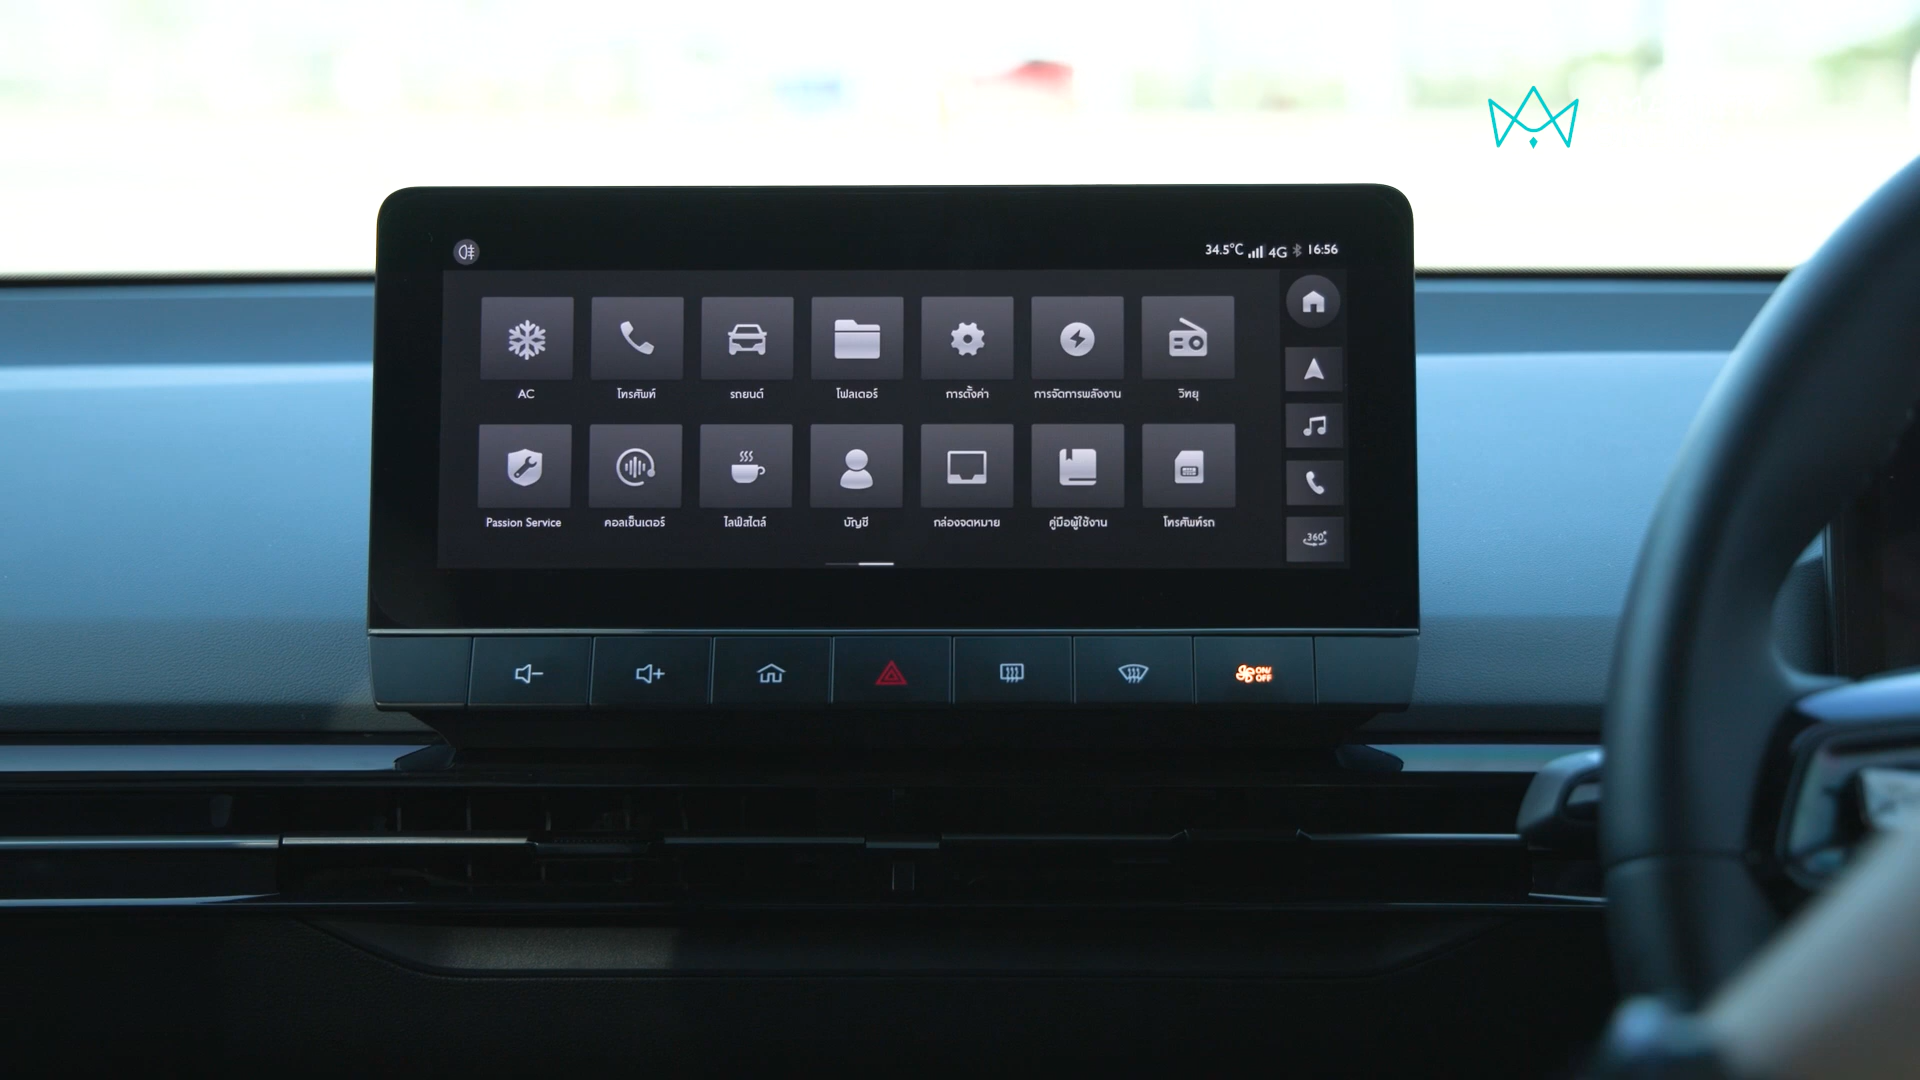 34.5°C 4G 16:56
AC โทรศัพท์ รถยนต์ โฟลเดอร์ การตั้งค่า การจัดการพลังงาน วิทยุ
Passion Service คอลเซ็นเตอร์ ไลฟ์สไตล์ บัญชี กล่องจดหมาย คู่มือผู้ใช้งาน โทรศัพท์รถ
360°
ON/
OFF